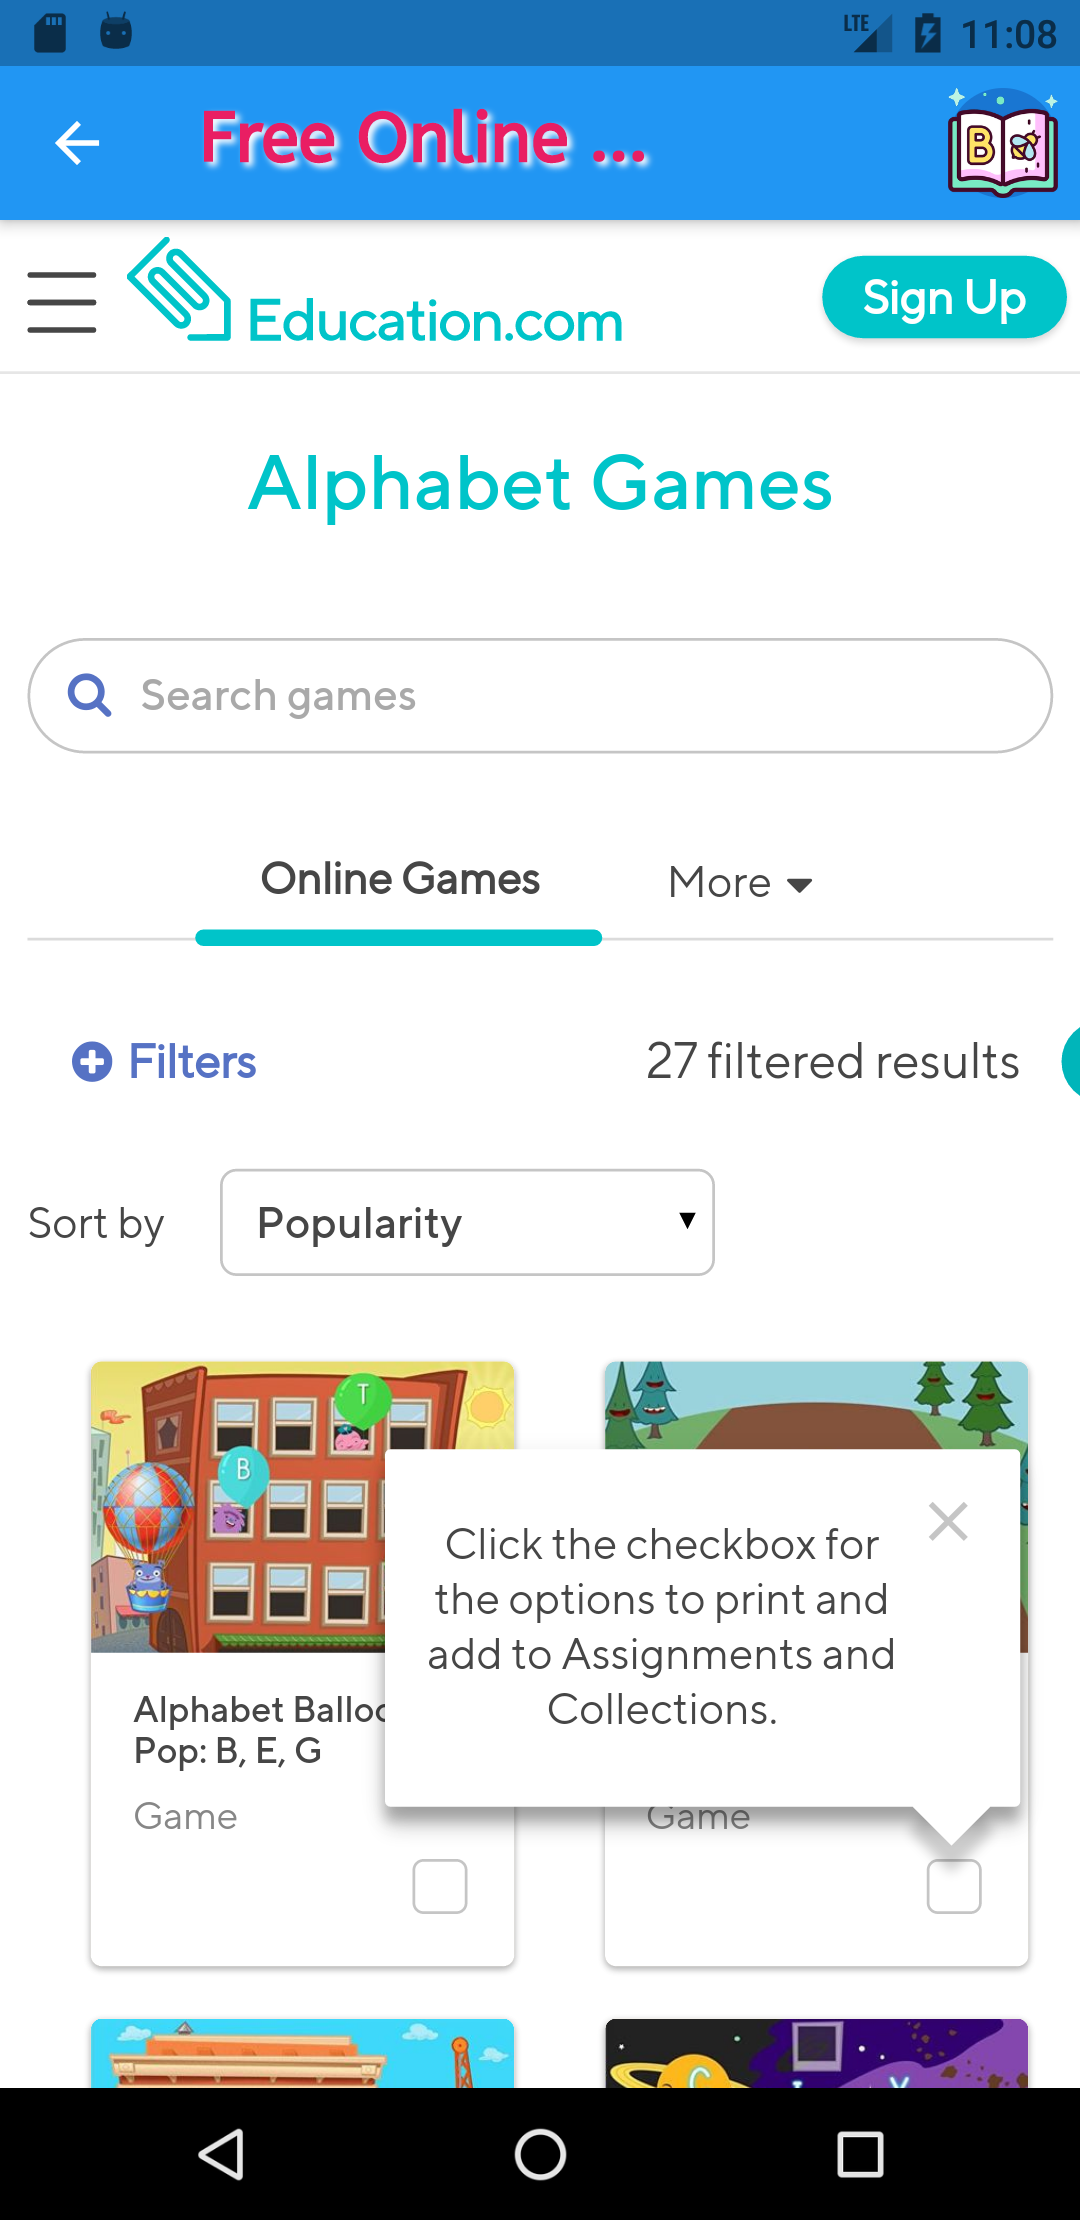 LTE 11:08
Free Online ...
B
Education.com
Sign Up
Alphabet Games
Search games
Online Games
More
Filters
27 filtered results
Sort by
Popularity
T
B
Click the checkbox for
the options to print and
add to Assignments and
Collections.
Alphabet Balloo
Pop: B, E, G
Game
Game
C
Y